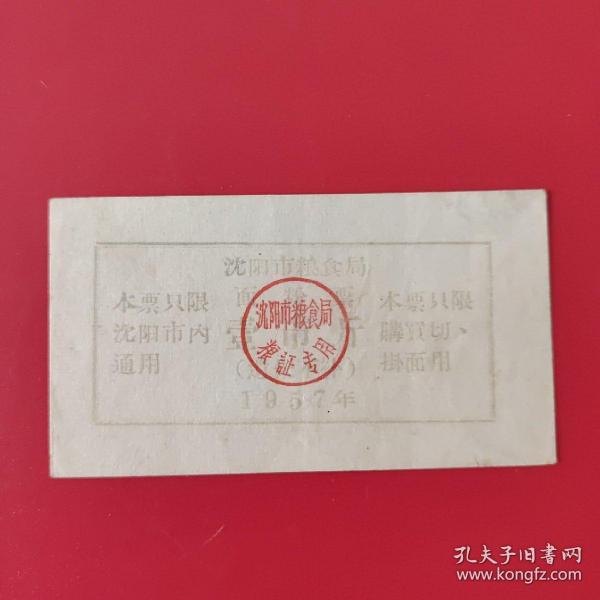 沈阳市粮食局
本票只限
沈阳市内
通用
面粮票
壹市斤
1957年
本票只限
購買切、
掛面用
沈阳市粮食局
粮証专用
孔夫子旧书网
www.kongfz.com